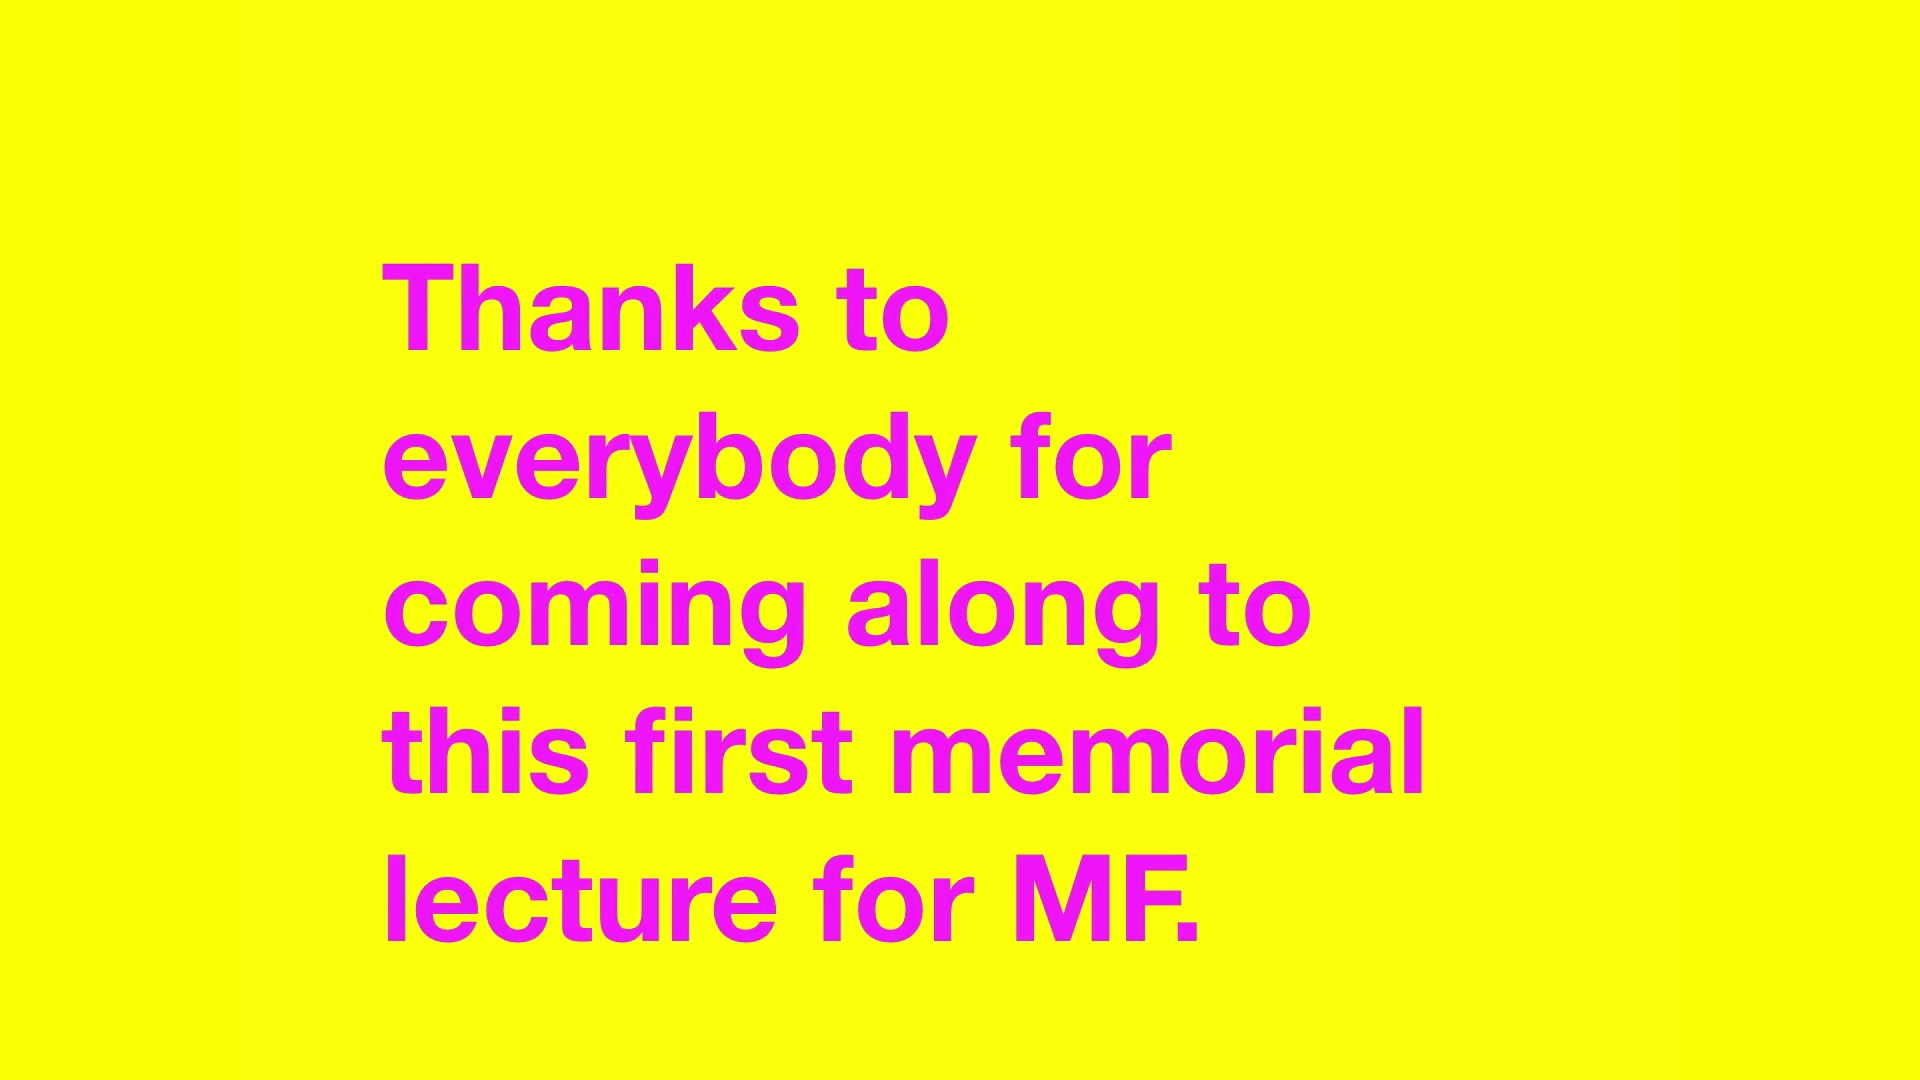 Thanks to
everybody for
coming along to
this first memorial
lecture for MF.